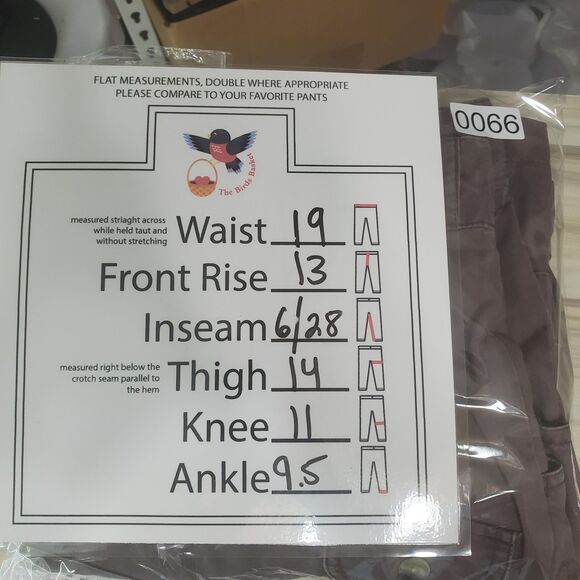 FLAT MEASUREMENTS, DOUBLE WHERE APPROPRIATE
PLEASE COMPARE TO YOUR FAVORITE PANTS
0066
The Birds Basket
measured striaght across
while held taut and
without stretching
Waist 19
Front Rise 13
Inseam 6/28
measured right below the
crotch seam parallel to
the hem
Thigh 14
Knee 11
Ankle 9.5